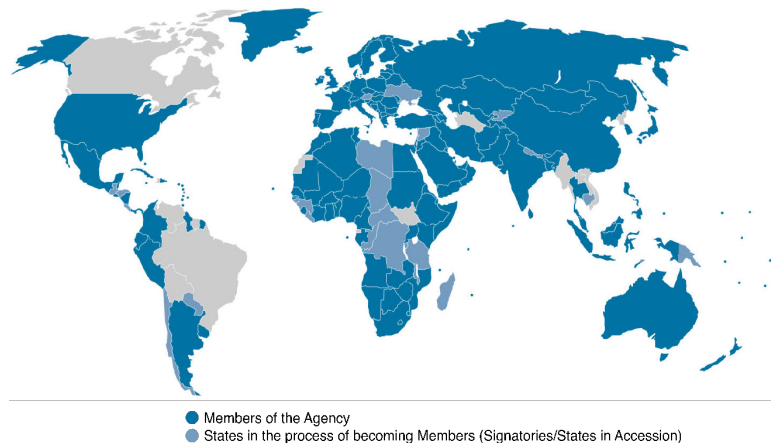 Members of the Agency
States in the process of becoming Members (Signatories/States in Accession)